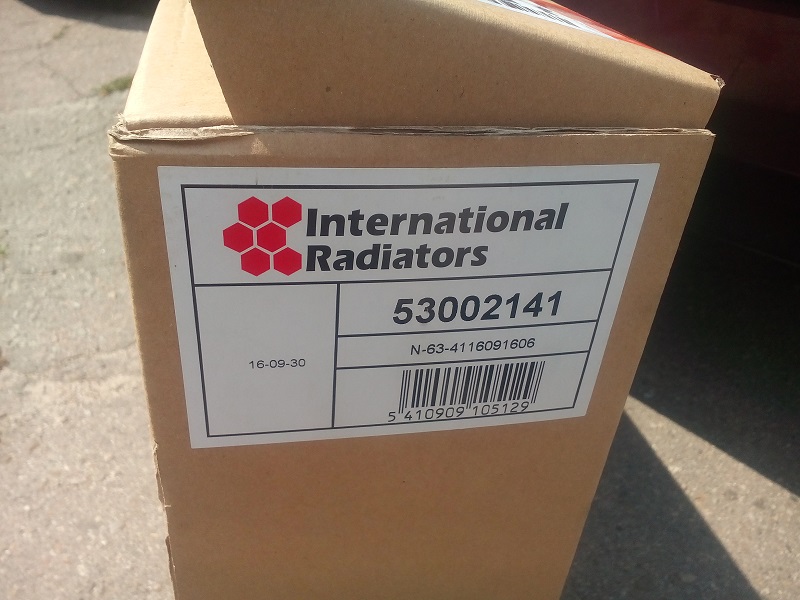 International
Radiators
53002141
N-63-4116091606
16-09-30
5 410909 105129